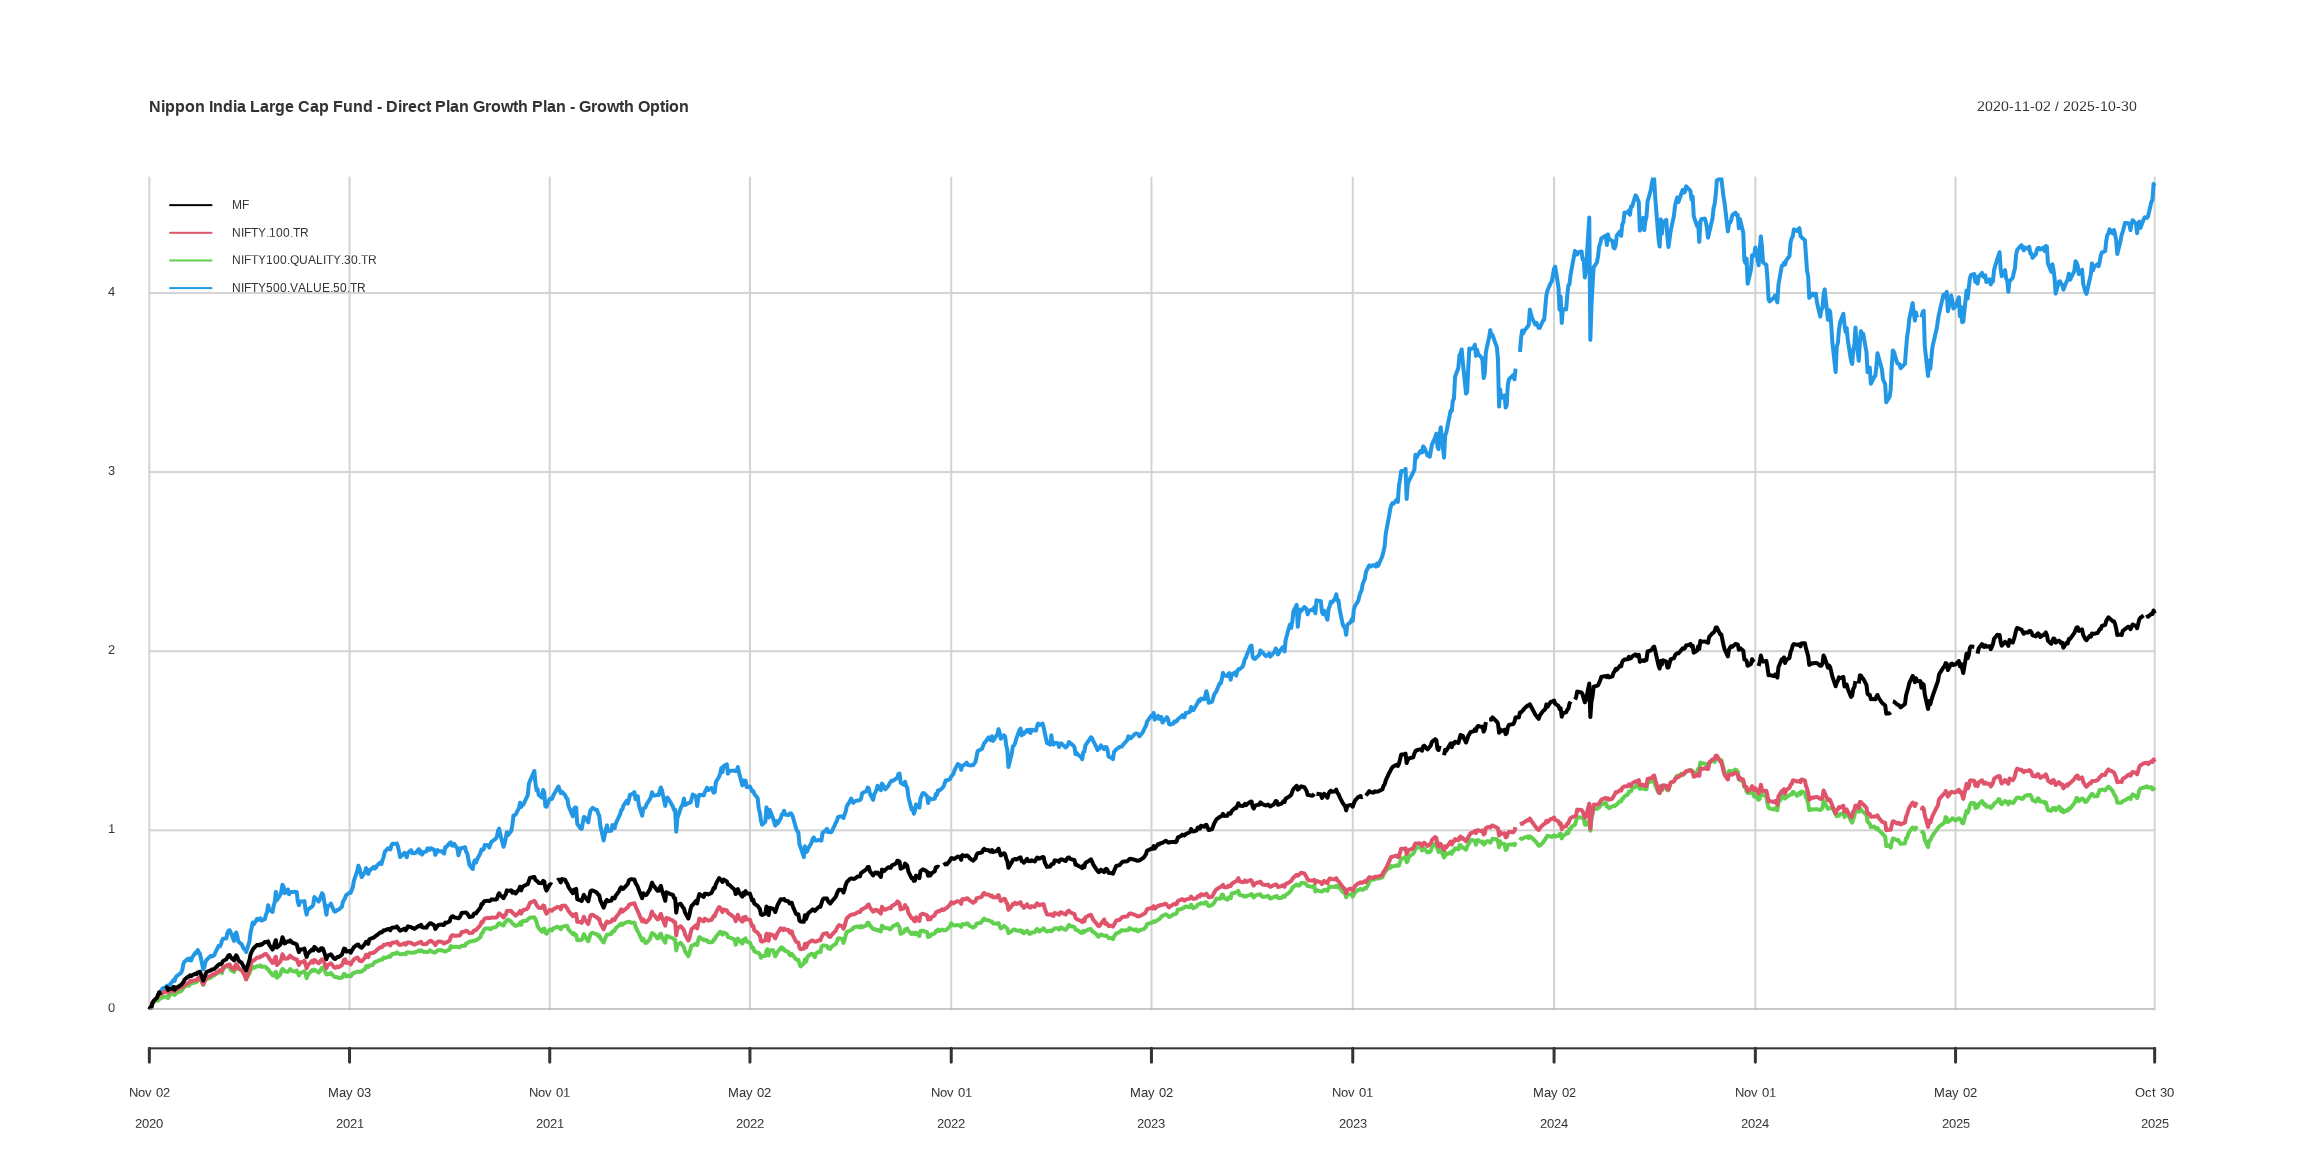 Nippon India Large Cap Fund - Direct Plan Growth Plan - Growth Option
2020-11-02 / 2025-10-30
MF
NIFTY.100.TR
NIFTY100.QUALITY.30.TR
NIFTY500.VALUE.50.TR
4
3
2
1
0
Nov 02 May 03 Nov 01 May 02 Nov 01 May 02 Nov 01 May 02 Nov 01 May 02 Oct 30
2020 2021 2021 2022 2022 2023 2023 2024 2024 2025 2025